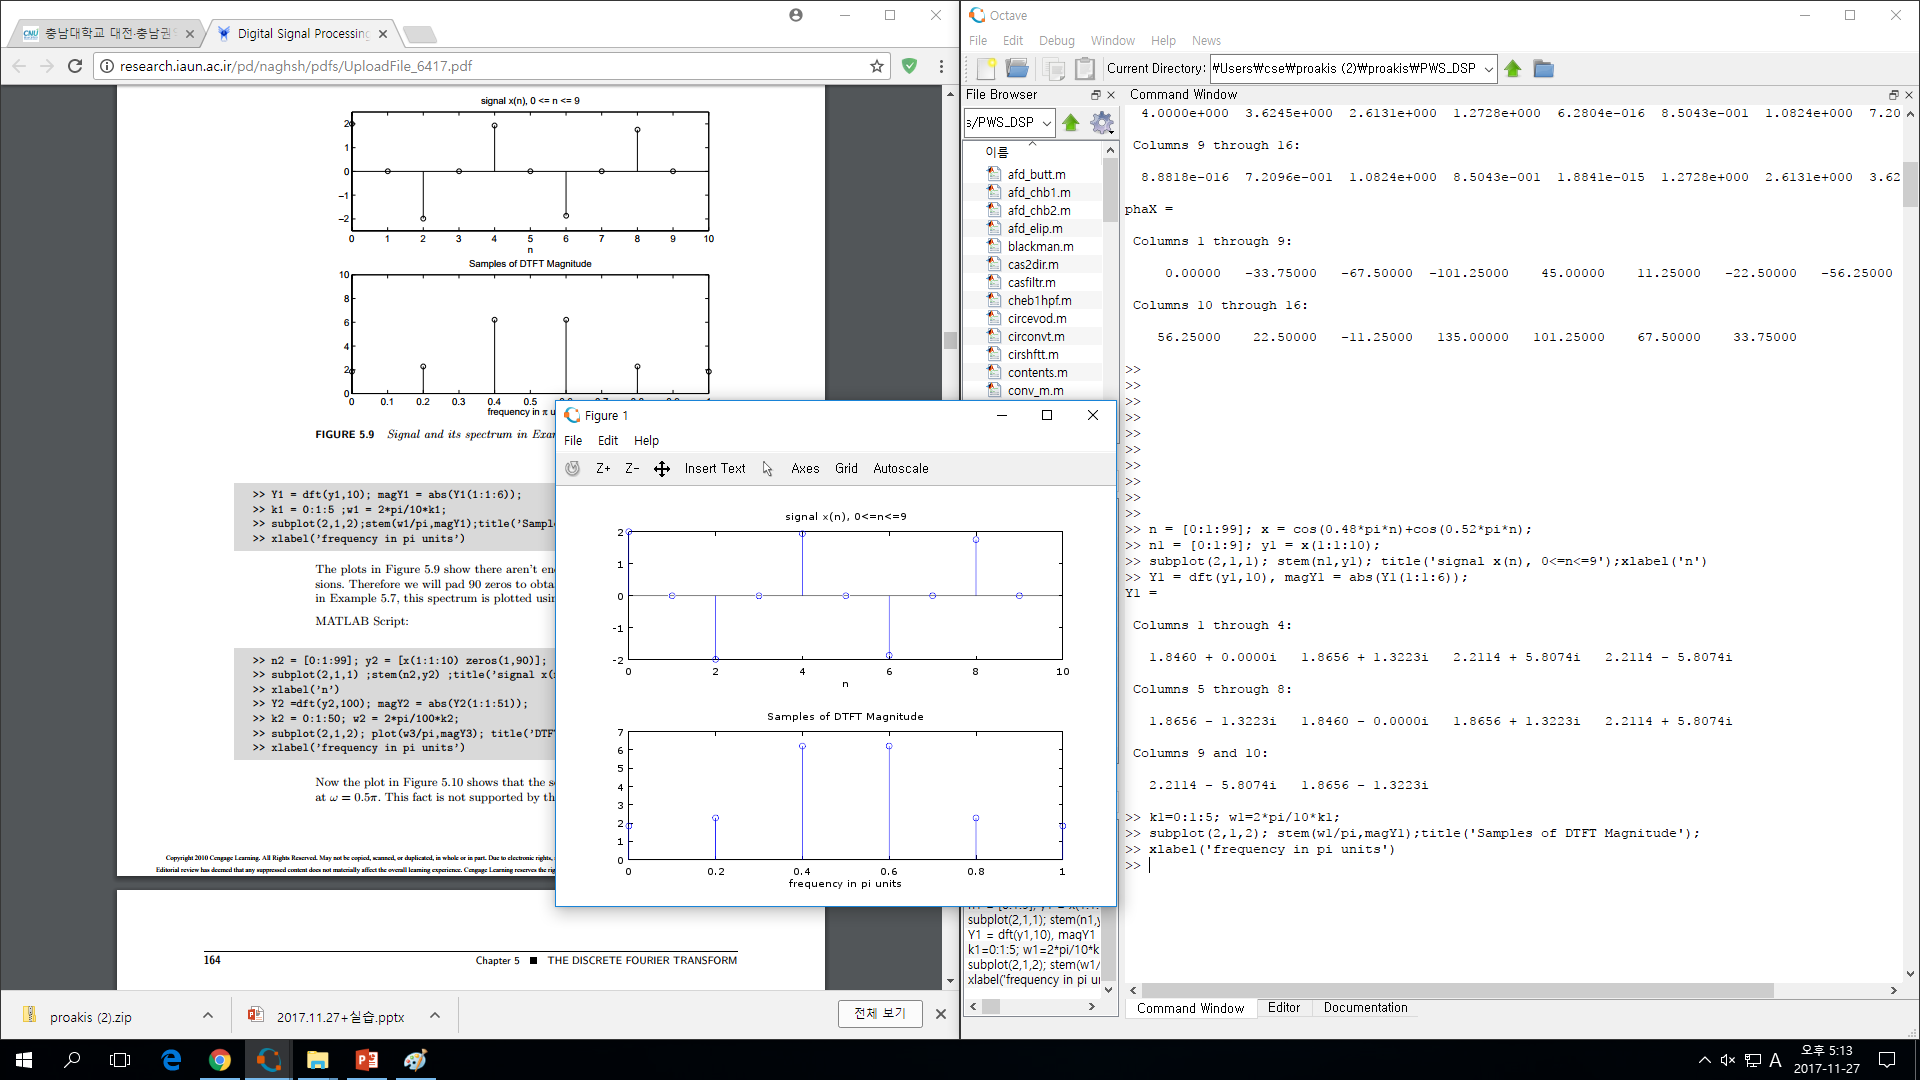 충남대학교 대전·충남권
Digital Signal Processing
research.iaun.ac.ir/pd/naghsh/pdfs/UploadFile_6417.pdf
signal x(n), 0 <= n <= 9
2
1
0
−1
−2
0 1 2 3 4 5 6 7 8 9 10
n
Samples of DTFT Magnitude
10
8
6
4
2
0
0 0.1 0.2 0.3 0.4 0.5 0.6 0.7 0.8 0.9 1
frequency in π u
FIGURE 5.9 Signal and its spectrum in Exam
>> Y1 = dft(y1,10); magY1 = abs(Y1(1:1:6));
>> k1 = 0:1:5 ;w1 = 2*pi/10*k1;
>> subplot(2,1,2);stem(w1/pi,magY1);title('Sampl
>> xlabel('frequency in pi units')
The plots in Figure 5.9 show there aren't en
sions. Therefore we will pad 90 zeros to obta
in Example 5.7, this spectrum is plotted usin
MATLAB Script:
>> n2 = [0:1:99]; y2 = [x(1:1:10) zeros(1,90)];
>> subplot(2,1,1) ;stem(n2,y2) ;title('signal x(n
>> xlabel('n')
>> Y2 =dft(y2,100); magY2 = abs(Y2(1:1:51));
>> k2 = 0:1:50; w2 = 2*pi/100*k2;
>> subplot(2,1,2); plot(w3/pi,magY3); title('DTF
>> xlabel('frequency in pi units')
Now the plot in Figure 5.10 shows that the s
at ω = 0.5π. This fact is not supported by th
Copyright 2010 Cengage Learning. All Rights Reserved. May not be copied, scanned, or duplicated, in whole or in part. Due to electronic rights,
Editorial review has deemed that any suppressed content does not materially affect the overall learning experience. Cengage Learning reserves the rig
164 Chapter 5 ■ THE DISCRETE FOURIER TRANSFORM
proakis (2).zip
2017.11.27+실습.pptx
전체 보기
Figure 1
File Edit Help
Z+ Z- Insert Text Axes Grid Autoscale
signal x(n), 0<=n<=9
2
1
0
-1
-2
0 2 4 6 8 10
n
Samples of DTFT Magnitude
7
6
5
4
3
2
1
0
0 0.2 0.4 0.6 0.8 1
frequency in pi units
Octave
File Edit Debug Window Help News
Current Directory: ₩Users₩cse₩proakis (2)₩proakis₩PWS_DSP
File Browser
s/PWS_DSP
이름
afd_butt.m
afd_chb1.m
afd_chb2.m
afd_elip.m
blackman.m
cas2dir.m
casfiltr.m
cheb1hpf.m
circevod.m
circonvt.m
cirshftt.m
contents.m
conv_m.m
subplot(2,1,1); stem(n1,y
Y1 = dft(y1,10), magY1
k1=0:1:5; w1=2*pi/10*k
subplot(2,1,2); stem(w1/
xlabel('frequency in pi un
Command Window
4.0000e+000 3.6245e+000 2.6131e+000 1.2728e+000 6.2804e-016 8.5043e-001 1.0824e+000 7.20
Columns 9 through 16:
8.8818e-016 7.2096e-001 1.0824e+000 8.5043e-001 1.8841e-015 1.2728e+000 2.6131e+000 3.62
phaX =
Columns 1 through 9:
0.00000 -33.75000 -67.50000 -101.25000 45.00000 11.25000 -22.50000 -56.25000
Columns 10 through 16:
56.25000 22.50000 -11.25000 135.00000 101.25000 67.50000 33.75000
>>
>>
>>
>>
>>
>>
>>
>>
>>
>>
>> n = [0:1:99]; x = cos(0.48*pi*n)+cos(0.52*pi*n);
>> n1 = [0:1:9]; y1 = x(1:1:10);
>> subplot(2,1,1); stem(n1,y1); title('signal x(n), 0<=n<=9');xlabel('n')
>> Y1 = dft(y1,10), magY1 = abs(Y1(1:1:6));
Y1 =
Columns 1 through 4:
1.8460 + 0.0000i 1.8656 + 1.3223i 2.2114 + 5.8074i 2.2114 - 5.8074i
Columns 5 through 8:
1.8656 - 1.3223i 1.8460 - 0.0000i 1.8656 + 1.3223i 2.2114 + 5.8074i
Columns 9 and 10:
2.2114 - 5.8074i 1.8656 - 1.3223i
>> k1=0:1:5; w1=2*pi/10*k1;
>> subplot(2,1,2); stem(w1/pi,magY1);title('Samples of DTFT Magnitude');
>> xlabel('frequency in pi units')
>>
Command Window Editor Documentation
A
오후 5:13
2017-11-27